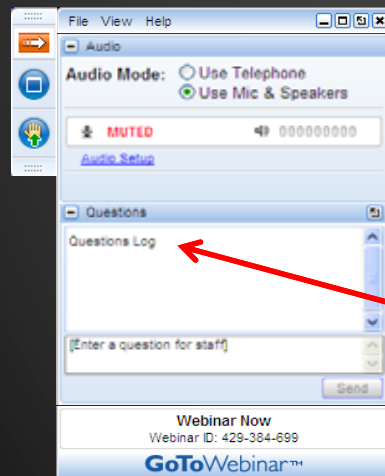 File View Help
Audio
Audio Mode: Use Telephone
Use Mic & Speakers
MUTED 000000000
Audio Setup
Questions
Questions Log
[Enter a question for staff]
Send
Webinar Now
Webinar ID: 429-384-699
GoToWebinar™